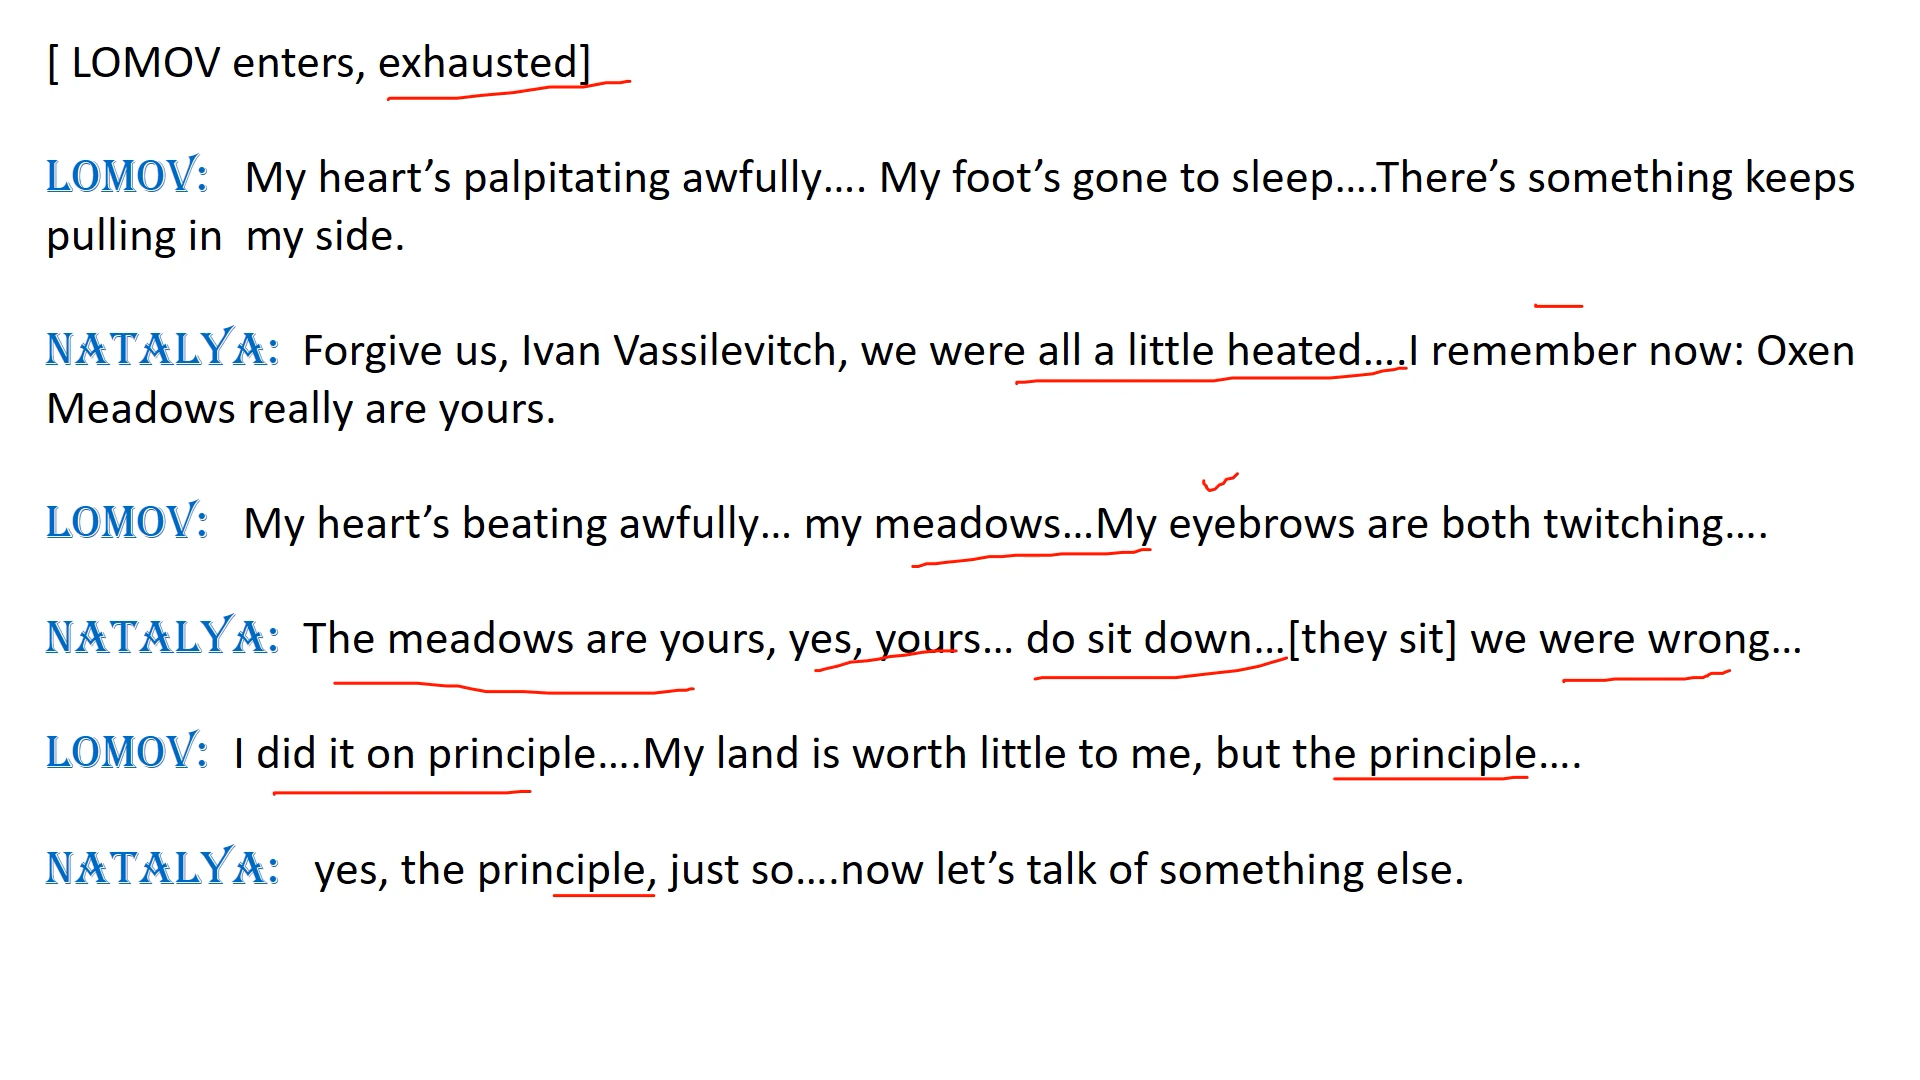 [ LOMOV enters, exhausted]
LOMOV: My heart’s palpitating awfully…. My foot’s gone to sleep….There’s something keeps
pulling in my side.
NATALYA: Forgive us, Ivan Vassilevitch, we were all a little heated….I remember now: Oxen
Meadows really are yours.
LOMOV: My heart’s beating awfully… my meadows…My eyebrows are both twitching….
NATALYA: The meadows are yours, yes, yours… do sit down…[they sit] we were wrong…
LOMOV: I did it on principle….My land is worth little to me, but the principle….
NATALYA: yes, the principle, just so….now let’s talk of something else.